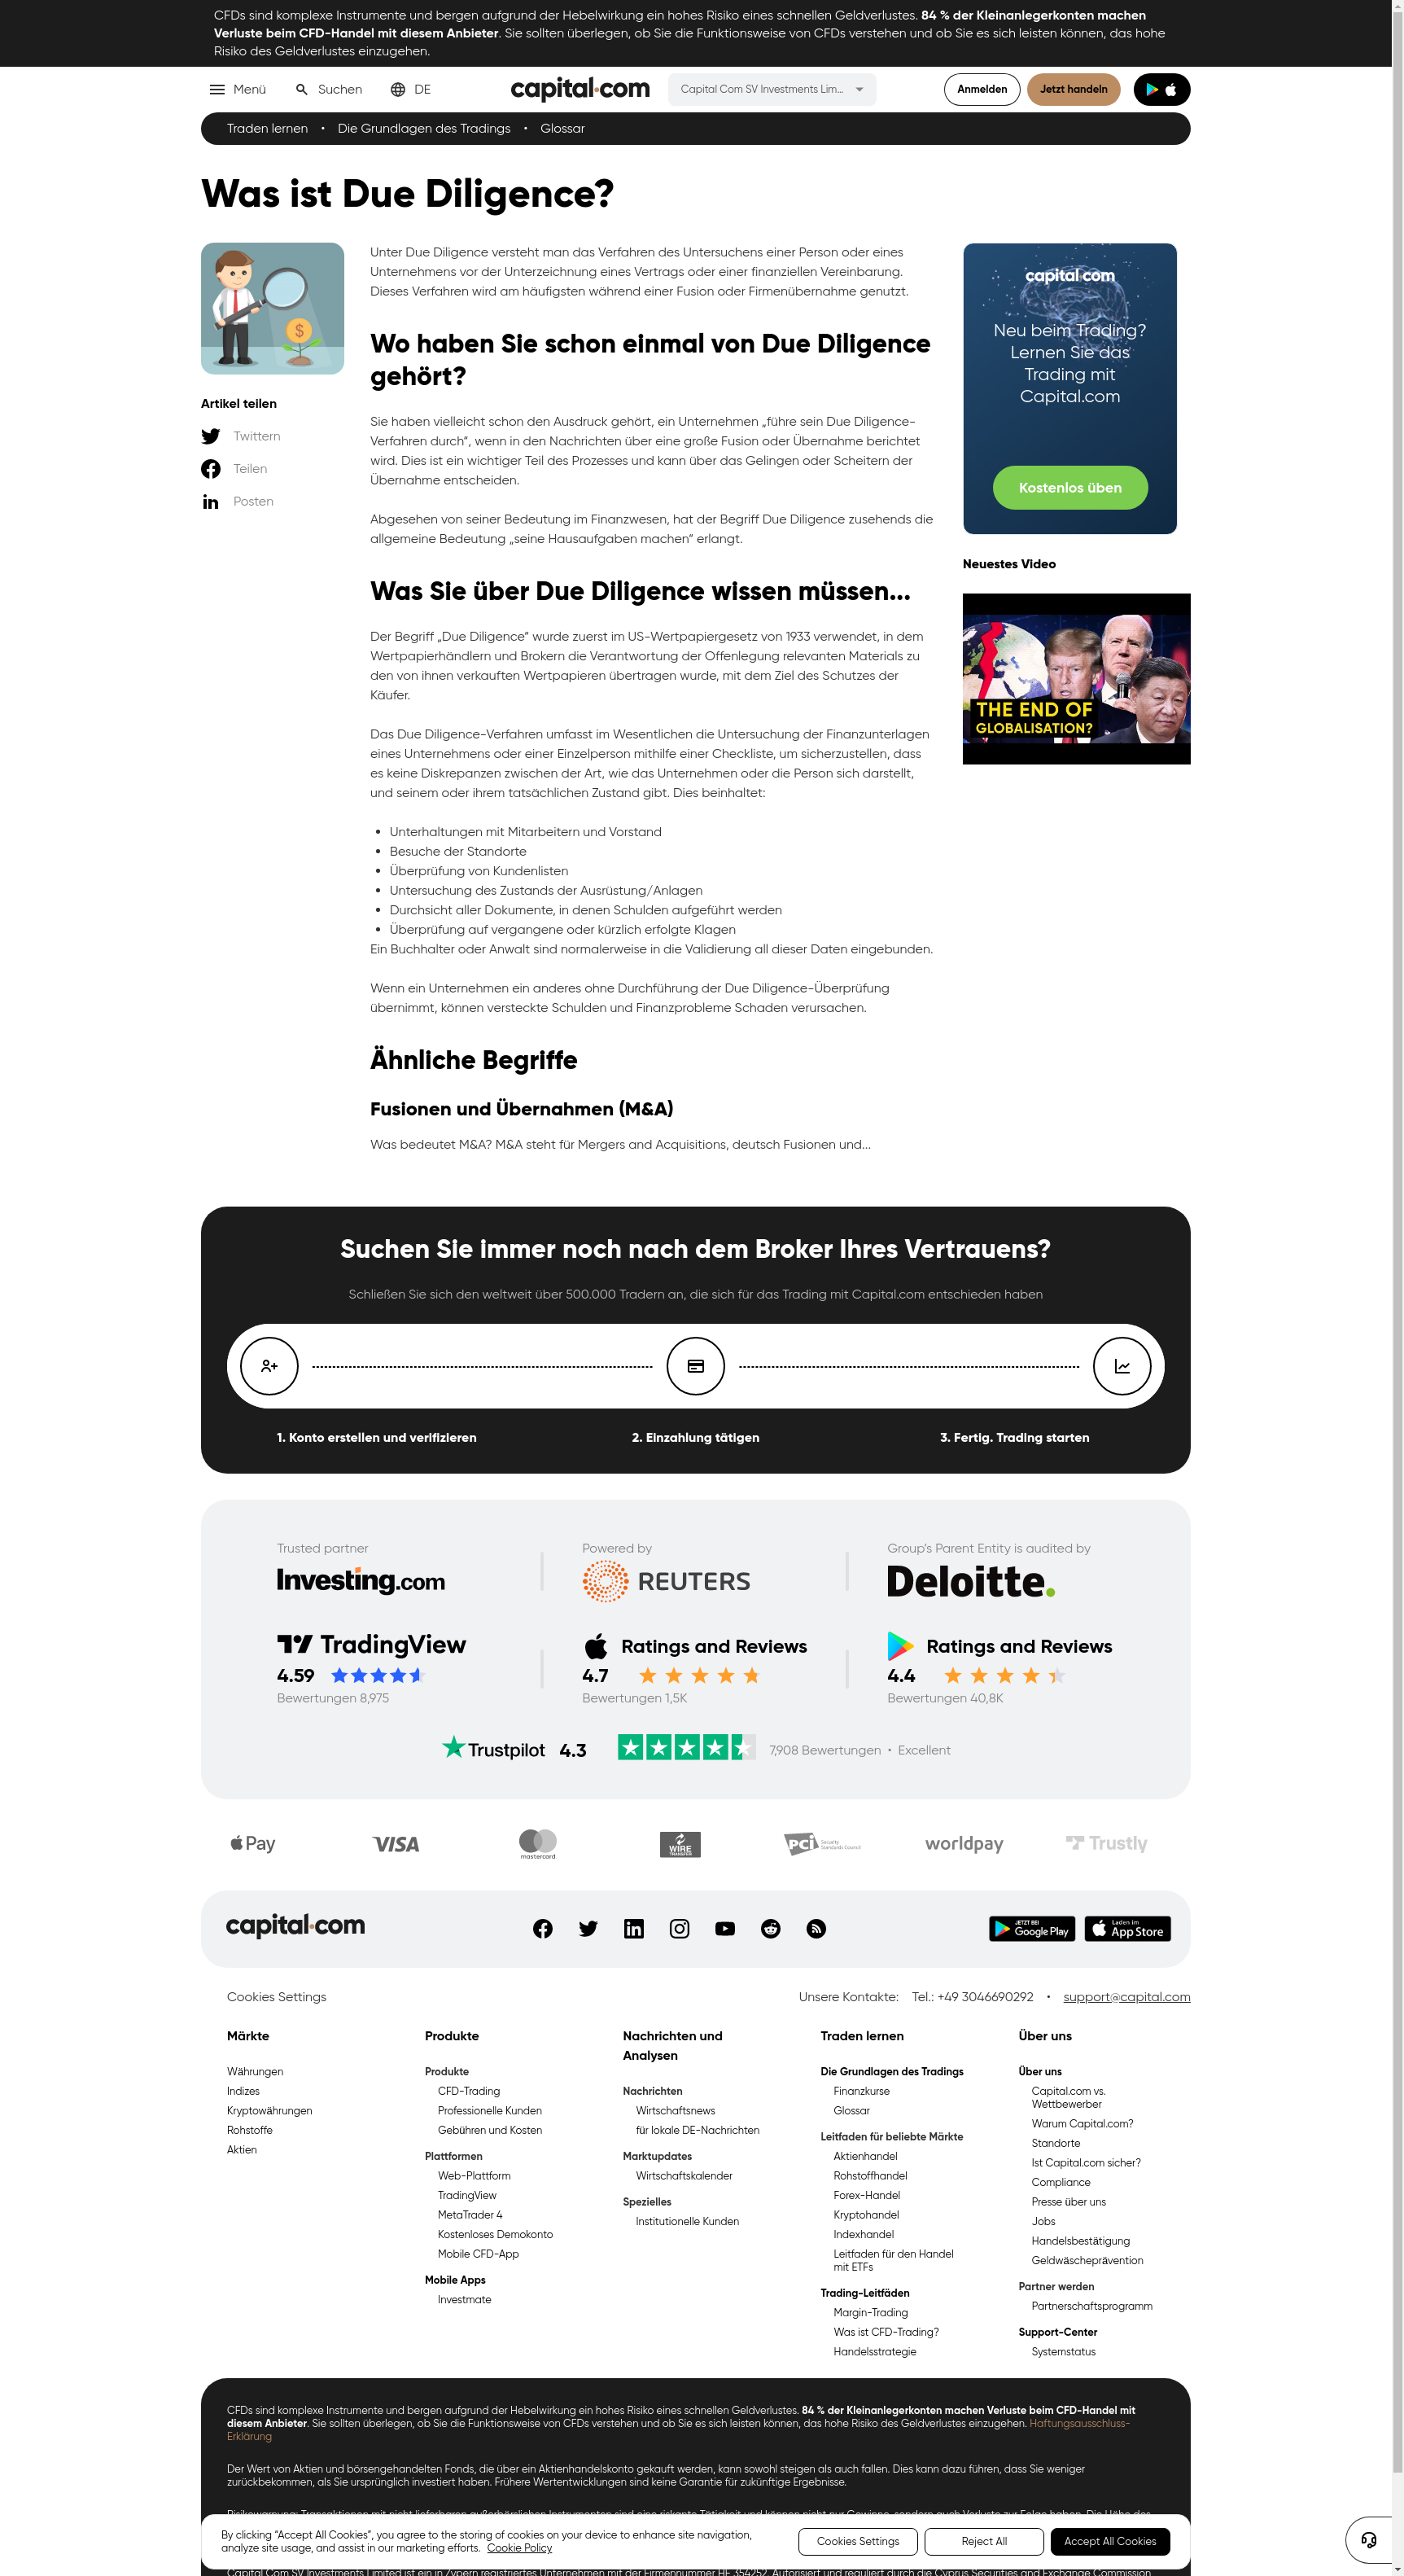 CFDs sind komplexe Instrumente und bergen aufgrund der Hebelwirkung ein hohes Risiko eines schnellen Geldverlustes. 84 % der Kleinanlegerkonten machen
Verluste beim CFD-Handel mit diesem Anbieter. Sie sollten überlegen, ob Sie die Funktionsweise von CFDs verstehen und ob Sie es sich leisten können, das hohe
Risiko des Geldverlustes einzugehen.
Menü
Suchen
DE
capital.com
Capital Com SV Investments Lim...
Anmelden
Jetzt handeln
Traden lernen • Die Grundlagen des Tradings • Glossar
Was ist Due Diligence?
Unter Due Diligence versteht man das Verfahren des Untersuchens einer Person oder eines
Unternehmens vor der Unterzeichnung eines Vertrags oder einer finanziellen Vereinbarung.
Dieses Verfahren wird am häufigsten während einer Fusion oder Firmenübernahme genutzt.
Artikel teilen
Twittern
Teilen
Posten
Wo haben Sie schon einmal von Due Diligence
gehört?
Sie haben vielleicht schon den Ausdruck gehört, ein Unternehmen „führe sein Due Diligence-
Verfahren durch“, wenn in den Nachrichten über eine große Fusion oder Übernahme berichtet
wird. Dies ist ein wichtiger Teil des Prozesses und kann über das Gelingen oder Scheitern der
Übernahme entscheiden.
Abgesehen von seiner Bedeutung im Finanzwesen, hat der Begriff Due Diligence zusehends die
allgemeine Bedeutung „seine Hausaufgaben machen“ erlangt.
Was Sie über Due Diligence wissen müssen...
Der Begriff „Due Diligence“ wurde zuerst im US-Wertpapiergesetz von 1933 verwendet, in dem
Wertpapierhändlern und Brokern die Verantwortung der Offenlegung relevanten Materials zu
den von ihnen verkauften Wertpapieren übertragen wurde, mit dem Ziel des Schutzes der
Käufer.
Das Due Diligence-Verfahren umfasst im Wesentlichen die Untersuchung der Finanzunterlagen
eines Unternehmens oder einer Einzelperson mithilfe einer Checkliste, um sicherzustellen, dass
es keine Diskrepanzen zwischen der Art, wie das Unternehmen oder die Person sich darstellt,
und seinem oder ihrem tatsächlichen Zustand gibt. Dies beinhaltet:
• Unterhaltungen mit Mitarbeitern und Vorstand
• Besuche der Standorte
• Überprüfung von Kundenlisten
• Untersuchung des Zustands der Ausrüstung/Anlagen
• Durchsicht aller Dokumente, in denen Schulden aufgeführt werden
• Überprüfung auf vergangene oder kürzlich erfolgte Klagen
Ein Buchhalter oder Anwalt sind normalerweise in die Validierung all dieser Daten eingebunden.
Wenn ein Unternehmen ein anderes ohne Durchführung der Due Diligence-Überprüfung
übernimmt, können versteckte Schulden und Finanzprobleme Schaden verursachen.
Ähnliche Begriffe
Fusionen und Übernahmen (M&A)
Was bedeutet M&A? M&A steht für Mergers and Acquisitions, deutsch Fusionen und...
capital.com
Neu beim Trading?
Lernen Sie das
Trading mit
Capital.com
Kostenlos üben
Neuestes Video
THE END OF
GLOBALISATION?
Suchen Sie immer noch nach dem Broker Ihres Vertrauens?
Schließen Sie sich den weltweit über 500.000 Tradern an, die sich für das Trading mit Capital.com entschieden haben
1. Konto erstellen und verifizieren
2. Einzahlung tätigen
3. Fertig. Trading starten
Trusted partner
Investing.com
Powered by
REUTERS
Group's Parent Entity is audited by
Deloitte.
TradingView
4.59
Bewertungen 8,975
Ratings and Reviews
4.7
Bewertungen 1,5K
Ratings and Reviews
4.4
Bewertungen 40,8K
Trustpilot 4.3 7,908 Bewertungen • Excellent
Pay
VISA
mastercard
WIRE
TRANSFER
PCI Security
Standards Council
worldpay
Trustly
capital.com
JETZT BEI
Google Play
Laden im
App Store
Cookies Settings
Unsere Kontakte: Tel.: +49 3046690292 • support@capital.com
Märkte
Währungen
Indizes
Kryptowährungen
Rohstoffe
Aktien
Produkte
Produkte
CFD-Trading
Professionelle Kunden
Gebühren und Kosten
Plattformen
Web-Plattform
TradingView
MetaTrader 4
Kostenloses Demokonto
Mobile CFD-App
Mobile Apps
Investmate
Nachrichten und
Analysen
Nachrichten
Wirtschaftsnews
für lokale DE-Nachrichten
Marktupdates
Wirtschaftskalender
Spezielles
Institutionelle Kunden
Traden lernen
Die Grundlagen des Tradings
Finanzkurse
Glossar
Leitfaden für beliebte Märkte
Aktienhandel
Rohstoffhandel
Forex-Handel
Kryptohandel
Indexhandel
Leitfaden für den Handel
mit ETFs
Trading-Leitfäden
Margin-Trading
Was ist CFD-Trading?
Handelsstrategie
Über uns
Über uns
Capital.com vs.
Wettbewerber
Warum Capital.com?
Standorte
Ist Capital.com sicher?
Compliance
Presse über uns
Jobs
Handelsbestätigung
Geldwäscheprävention
Partner werden
Partnerschaftsprogramm
Support-Center
Systemstatus
CFDs sind komplexe Instrumente und bergen aufgrund der Hebelwirkung ein hohes Risiko eines schnellen Geldverlustes. 84 % der Kleinanlegerkonten machen Verluste beim CFD-Handel mit
diesem Anbieter. Sie sollten überlegen, ob Sie die Funktionsweise von CFDs verstehen und ob Sie es sich leisten können, das hohe Risiko des Geldverlustes einzugehen. Haftungsausschluss-
Erklärung
Der Wert von Aktien und börsengehandelten Fonds, die über ein Aktienhandelskonto gekauft werden, kann sowohl steigen als auch fallen. Dies kann dazu führen, dass Sie weniger
zurückbekommen, als Sie ursprünglich investiert haben. Frühere Wertentwicklungen sind keine Garantie für zukünftige Ergebnisse.
By clicking “Accept All Cookies”, you agree to the storing of cookies on your device to enhance site navigation,
analyze site usage, and assist in our marketing efforts. Cookie Policy
Cookies Settings
Reject All
Accept All Cookies
Capital Com SV Investments Limited ist ein in Zypern registriertes Unternehmen mit der Firmennummer HE 354252. Autorisiert und reguliert durch die Cyprus Securities and Exchange Commission